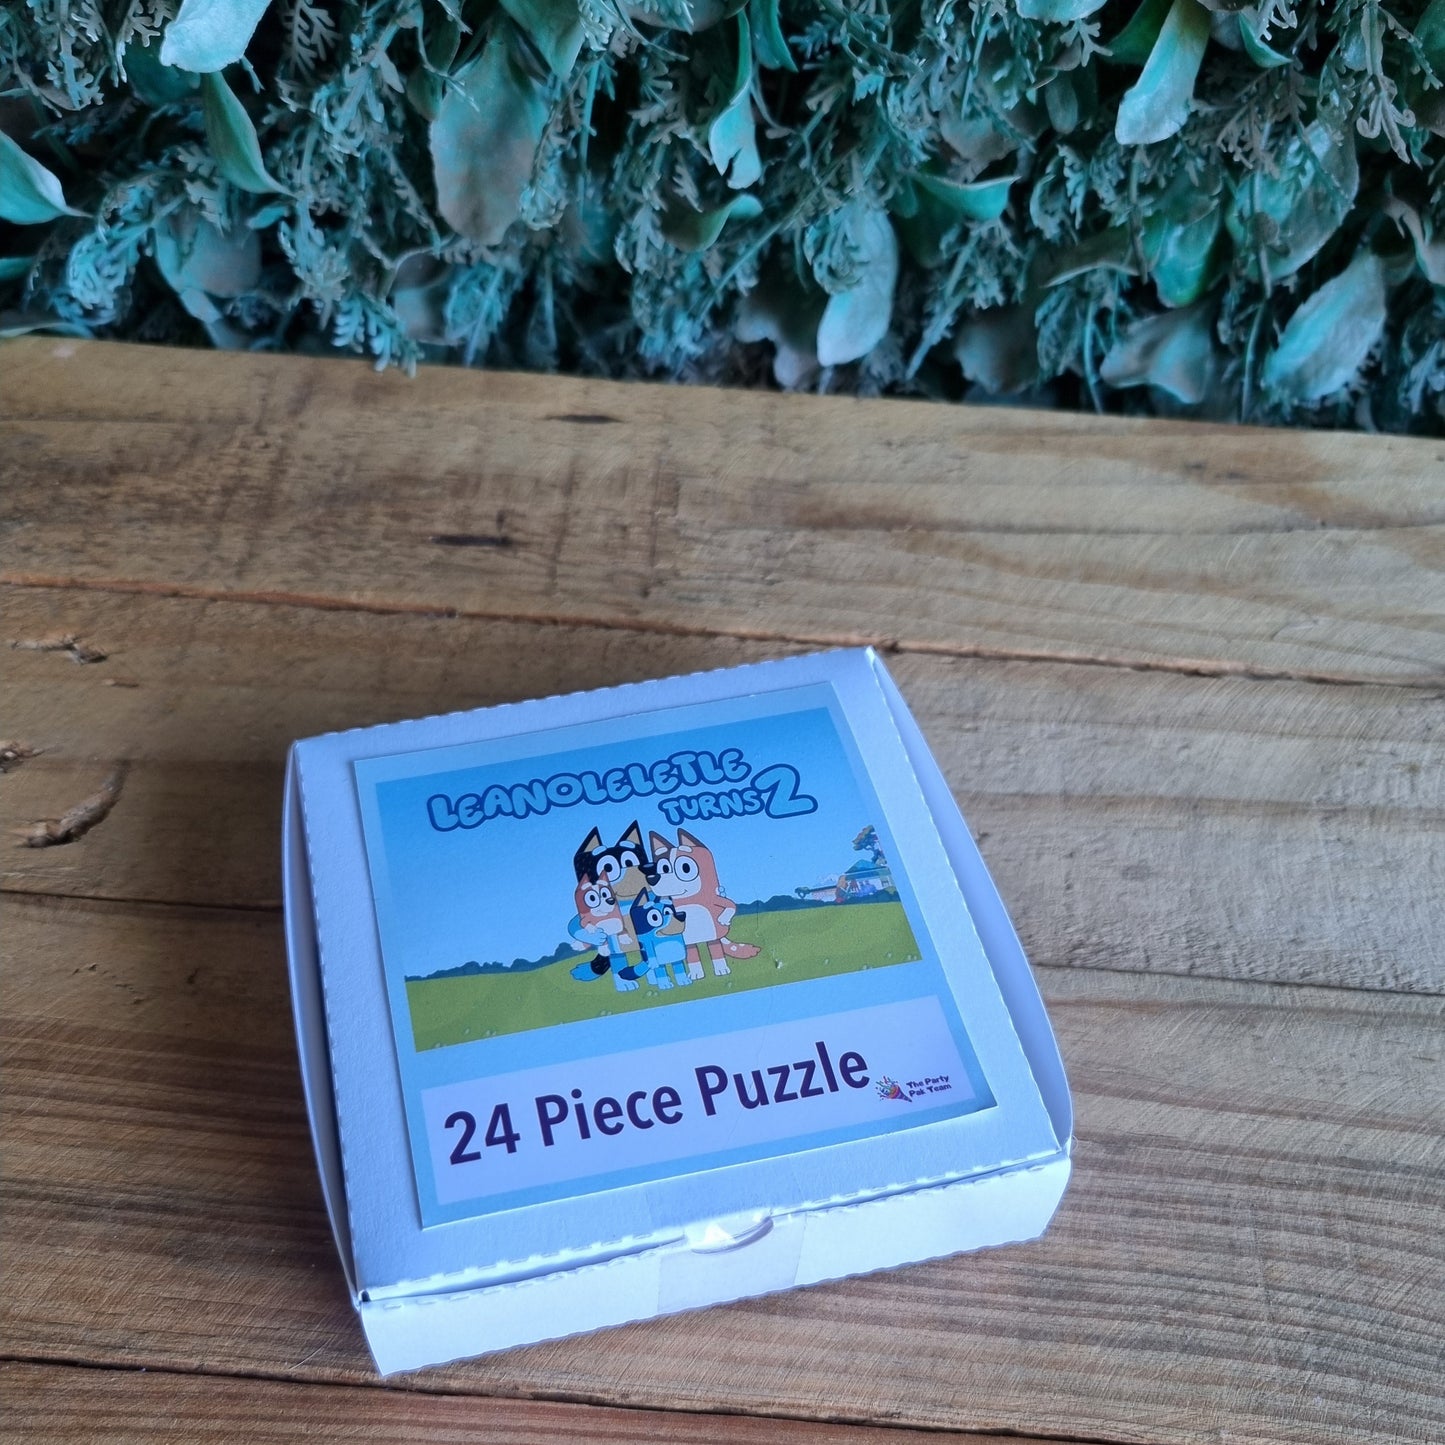 LEANOLELETLE
TURNS 2
24 Piece Puzzle
The Party
Pak Team